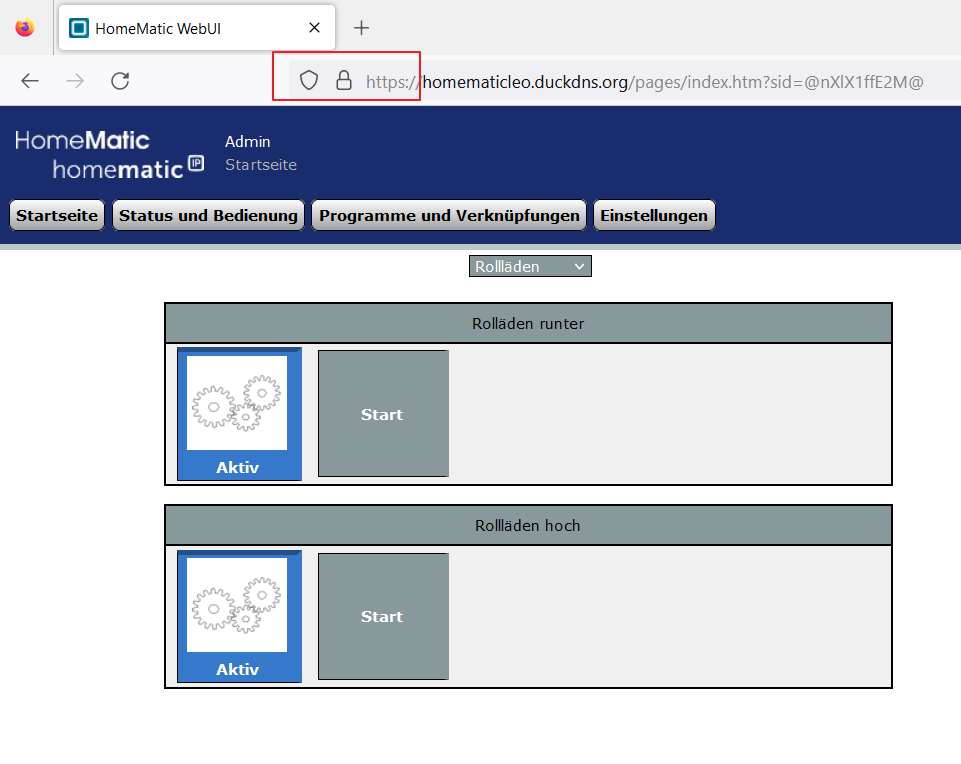 HomeMatic WebUI
https://homematicleo.duckdns.org/pages/index.htm?sid=@nXlX1ffE2M@
HomeMatic
homematic IP
Admin
Startseite
Startseite Status und Bedienung Programme und Verknüpfungen Einstellungen
Rollläden
Rolläden runter
Aktiv
Start
Rollläden hoch
Aktiv
Start